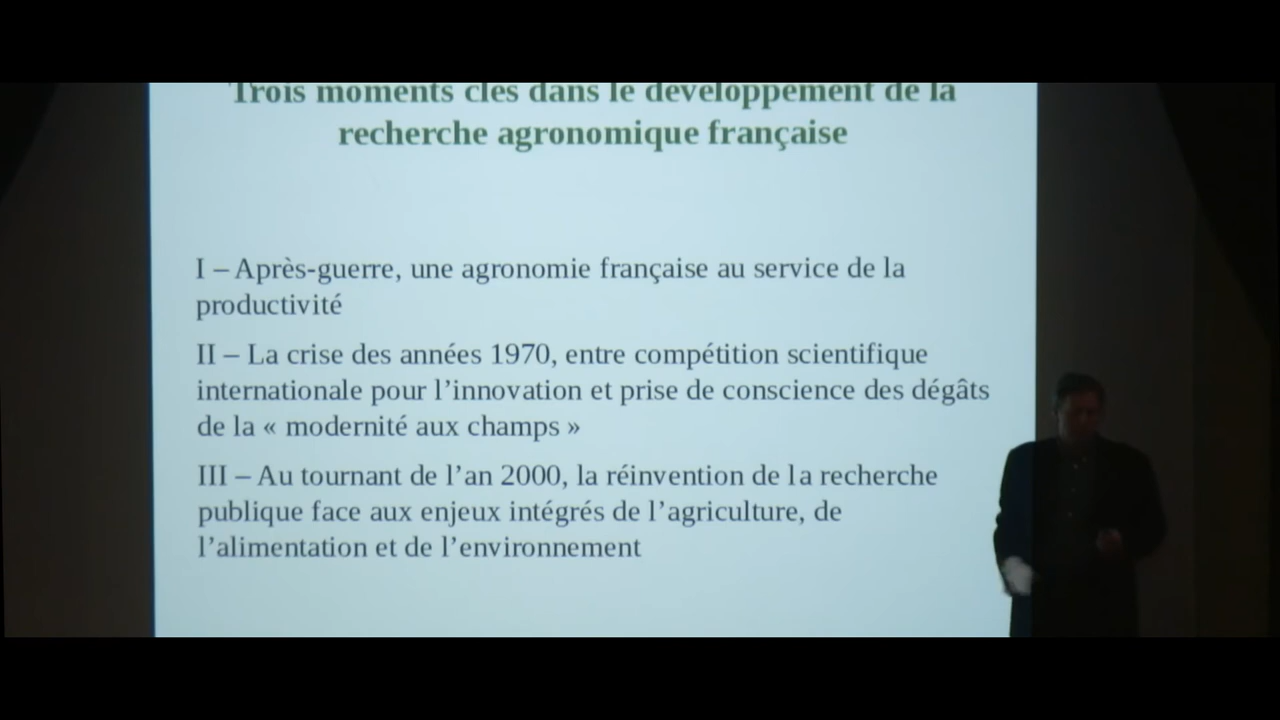 Trois moments clés dans le développement de la
recherche agronomique française
I – Après-guerre, une agronomie française au service de la
productivité
II – La crise des années 1970, entre compétition scientifique
internationale pour l’innovation et prise de conscience des dégâts
de la « modernité aux champs »
III – Au tournant de l’an 2000, la réinvention de la recherche
publique face aux enjeux intégrés de l’agriculture, de
l’alimentation et de l’environnement